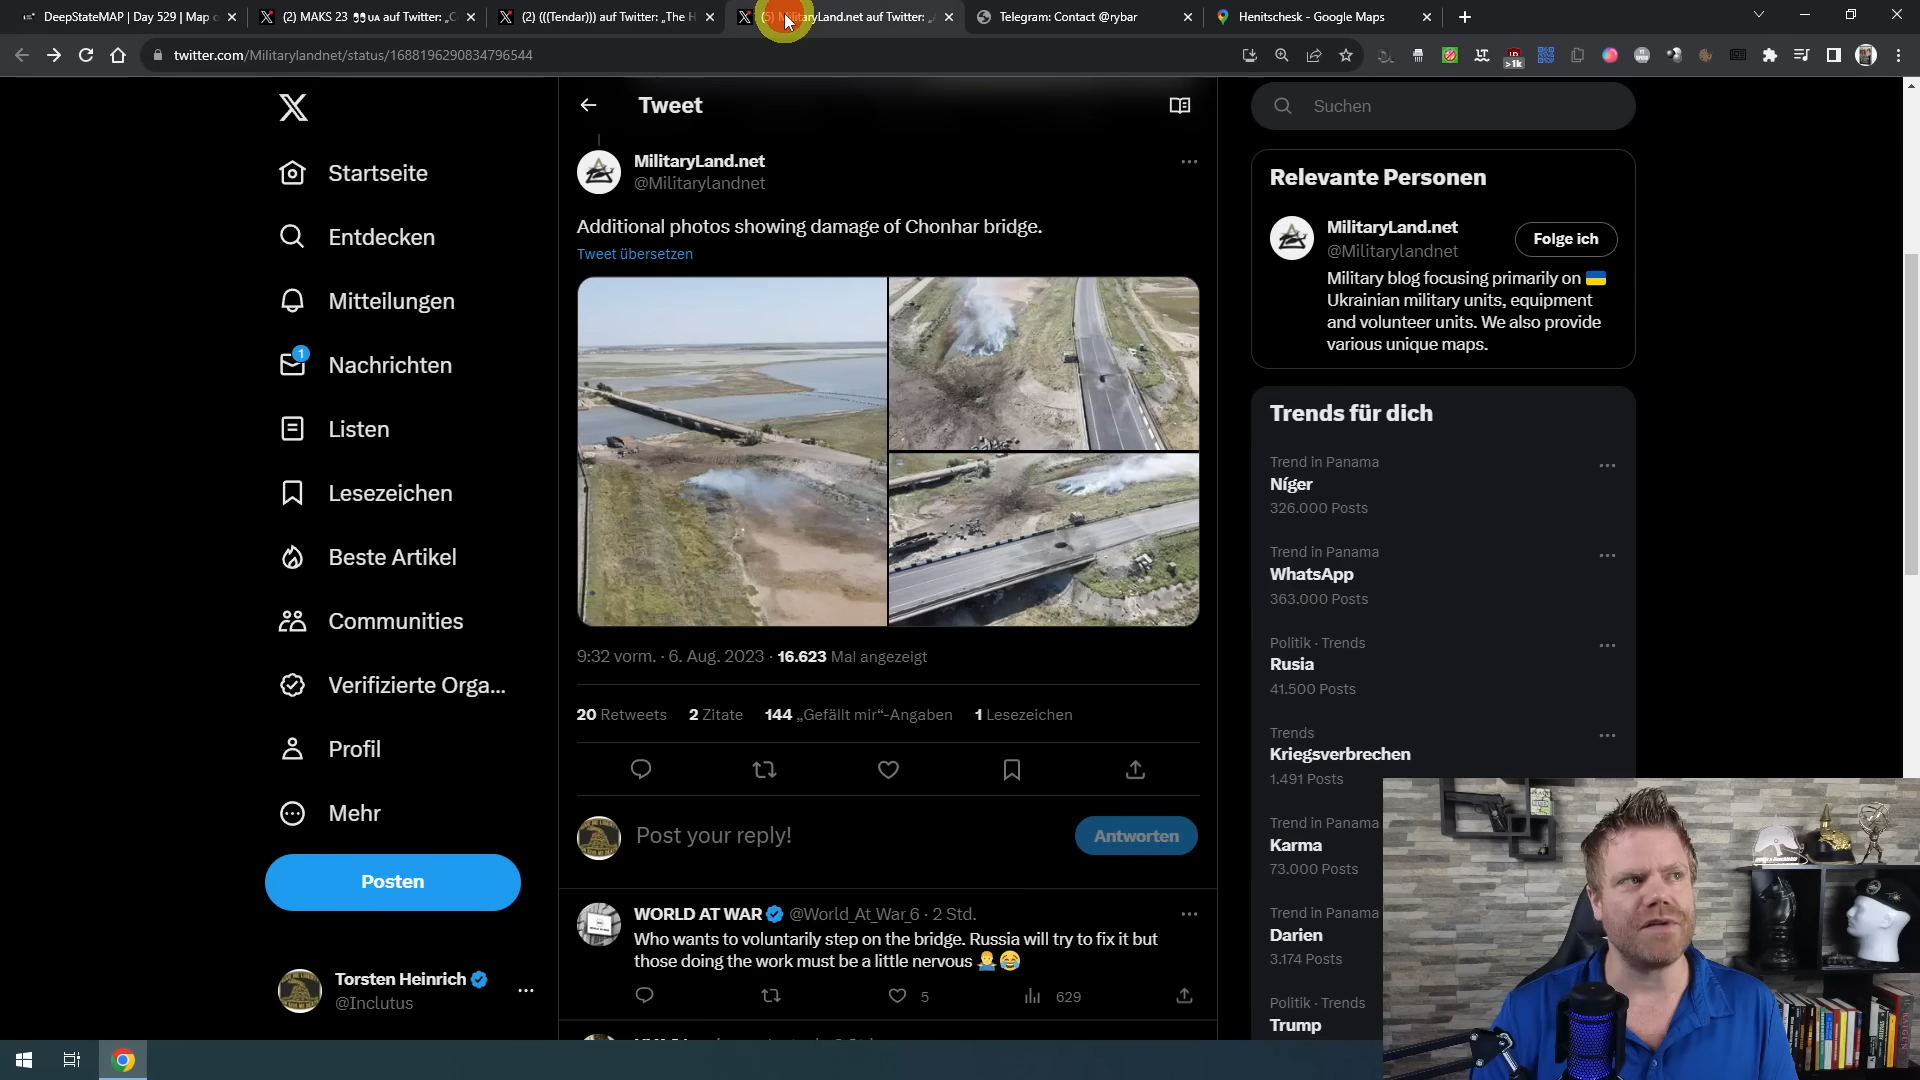 DeepStateMAP | Day 529 | Map
(2) MAKS 23 👀🇺🇦 auf Twitter: „C
(2) (((Tendar))) auf Twitter: „The H
(5) MilitaryLand.net auf Twitter: „
Telegram: Contact @rybar
Henitschesk - Google Maps
twitter.com/Militarylandnet/status/1688196290834796544
>1k
Startseite
Entdecken
Mitteilungen
1
Nachrichten
Listen
Lesezeichen
Beste Artikel
Communities
Verifizierte Orga...
Profil
Mehr
Posten
Torsten Heinrich
@Inclutus
Tweet
MilitaryLand.net
@Militarylandnet
Additional photos showing damage of Chonhar bridge.
Tweet übersetzen
9:32 vorm. · 6. Aug. 2023 · 16.623 Mal angezeigt
20 Retweets 2 Zitate 144 „Gefällt mir“-Angaben 1 Lesezeichen
Post your reply!
Antworten
WORLD AT WAR @World_At_War_6 · 2 Std.
Who wants to voluntarily step on the bridge. Russia will try to fix it but
those doing the work must be a little nervous 🤷‍♂️😂
5
629
Suchen
Relevante Personen
MilitaryLand.net
@Militarylandnet
Folge ich
Military blog focusing primarily on 🇺🇦
Ukrainian military units, equipment
and volunteer units. We also provide
various unique maps.
Trends für dich
Trend in Panama
Níger
326.000 Posts
Trend in Panama
WhatsApp
363.000 Posts
Politik · Trends
Rusia
41.500 Posts
Trends
Kriegsverbrechen
1.491 Posts
Trend in Panama
Karma
73.000 Posts
Trend in Panama
Darien
3.174 Posts
Politik · Trends
Trump